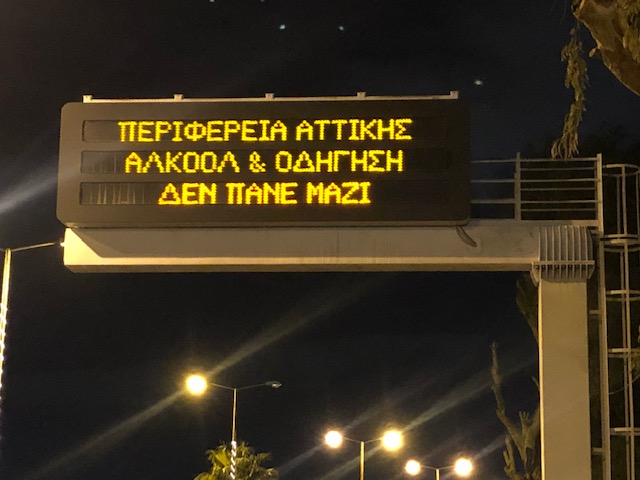 ΠΕΡΙΦΕΡΕΙΑ ΑΤΤΙΚΗΣ
ΑΛΚΟΟΛ & ΟΔΗΓΗΣΗ
ΔΕΝ ΠΑΝΕ ΜΑΖΙ